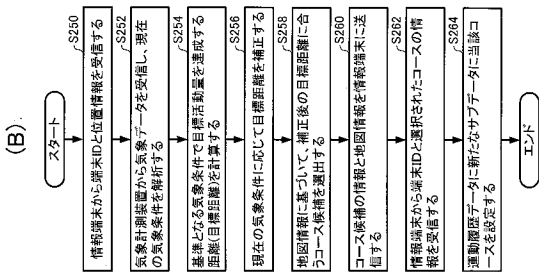 (B)
スタート
S250
情報端末から端末IDと位置情報を受信する
S252
気象計測装置から気象データを受信し、現在
の気象条件を解析する
S254
基準となる気象条件で目標活動量を達成する
距離(目標距離)を計算する
S256
現在の気象条件に応じて目標距離を補正する
S258
地図情報に基づいて、補正後の目標距離に合
うコース候補を選出する
S260
コース候補の情報と地図情報を情報端末に送
信する
S262
情報端末から端末IDと選択されたコースの情
報を受信する
S264
運動履歴データに新たなサブデータに当該コ
ースを設定する
エンド